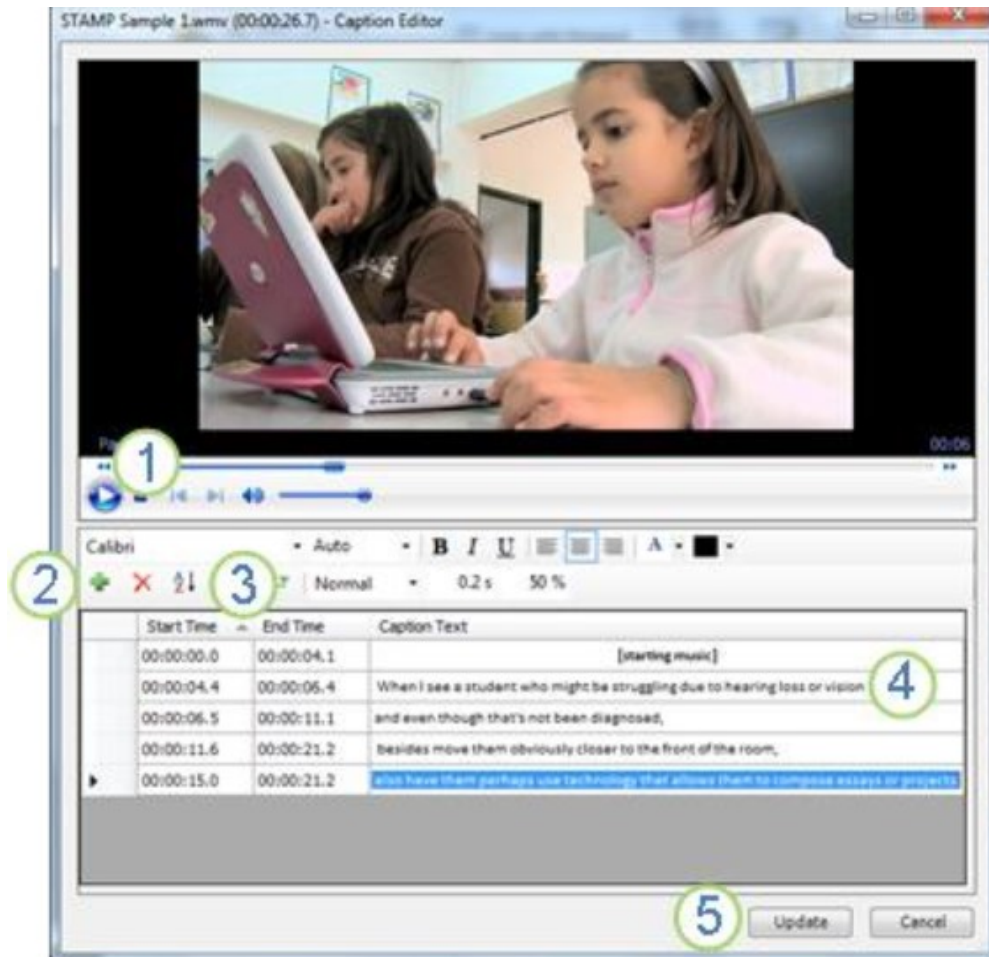 STAMP Sample 1.wmv (00:00:26.7) - Caption Editor
00:06
1
Calibri Auto B I U A
2 3 Normal 0.2 s 50 %
Start Time End Time Caption Text
00:00:00.0 00:00:04.1 [starting music]
00:00:04.4 00:00:06.4 When I see a student who might be struggling due to hearing loss or vision 4
00:00:06.5 00:00:11.1 and even though that's not been diagnosed,
00:00:11.6 00:00:21.2 besides move them obviously closer to the front of the room,
00:00:15.0 00:00:21.2 also have them perhaps use technology that allows them to compose essays or projects
5 Update Cancel